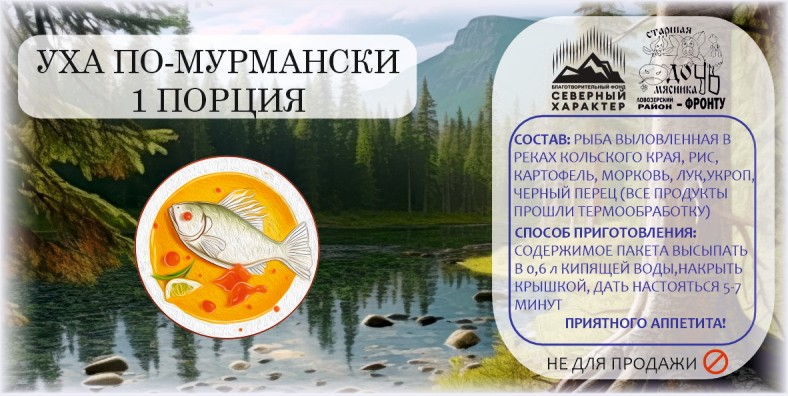 УХА ПО-МУРМАНСКИ
1 ПОРЦИЯ
БЛАГОТВОРИТЕЛЬНЫЙ ФОНД
СЕВЕРНЫЙ
ХАРАКТЕР
старшая
дочь
мясника
ЛОВОЗЕРСКИЙ
РАЙОН - ФРОНТУ
СОСТАВ: РЫБА ВЫЛОВЛЕННАЯ В
РЕКАХ КОЛЬСКОГО КРАЯ, РИС,
КАРТОФЕЛЬ, МОРКОВЬ, ЛУК,УКРОП,
ЧЕРНЫЙ ПЕРЕЦ (ВСЕ ПРОДУКТЫ
ПРОШЛИ ТЕРМООБРАБОТКУ)
СПОСОБ ПРИГОТОВЛЕНИЯ:
СОДЕРЖИМОЕ ПАКЕТА ВЫСЫПАТЬ
В 0,6 л КИПЯЩЕЙ ВОДЫ,НАКРЫТЬ
КРЫШКОЙ, ДАТЬ НАСТОЯТЬСЯ 5-7
МИНУТ
ПРИЯТНОГО АППЕТИТА!
НЕ ДЛЯ ПРОДАЖИ